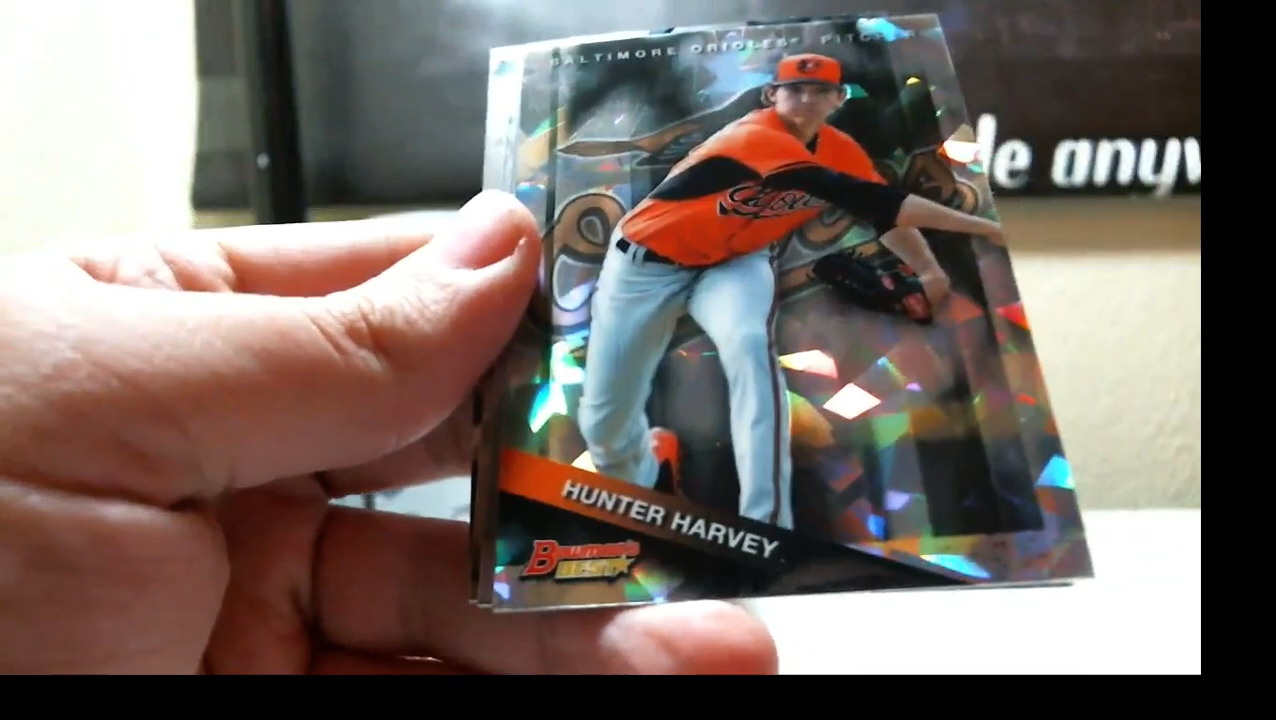 BALTIMORE ORIOLES® PITCHER
de anyw
HUNTER HARVEY
BOWMAN'S
BEST